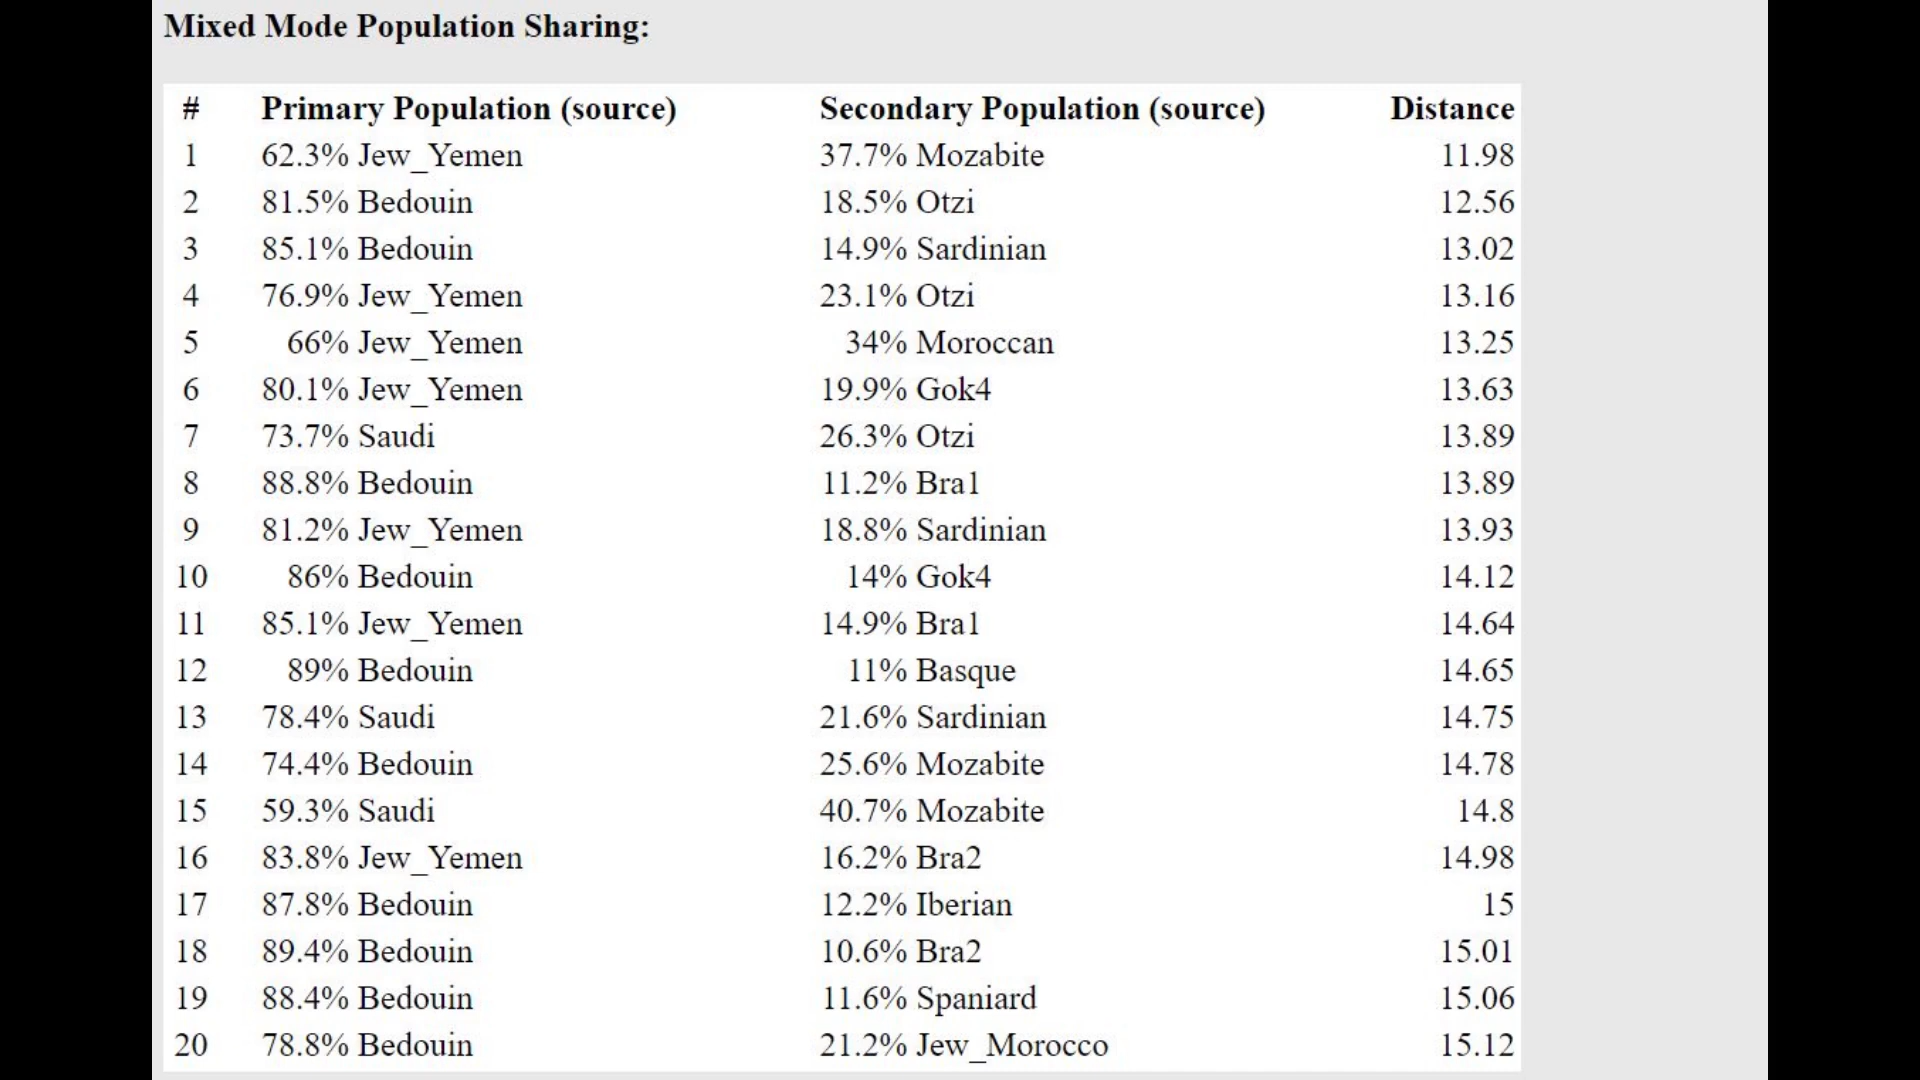 Mixed Mode Population Sharing:
# Primary Population (source) Secondary Population (source) Distance
1 62.3% Jew_Yemen 37.7% Mozabite 11.98
2 81.5% Bedouin 18.5% Otzi 12.56
3 85.1% Bedouin 14.9% Sardinian 13.02
4 76.9% Jew_Yemen 23.1% Otzi 13.16
5 66% Jew_Yemen 34% Moroccan 13.25
6 80.1% Jew_Yemen 19.9% Gok4 13.63
7 73.7% Saudi 26.3% Otzi 13.89
8 88.8% Bedouin 11.2% Bra1 13.89
9 81.2% Jew_Yemen 18.8% Sardinian 13.93
10 86% Bedouin 14% Gok4 14.12
11 85.1% Jew_Yemen 14.9% Bra1 14.64
12 89% Bedouin 11% Basque 14.65
13 78.4% Saudi 21.6% Sardinian 14.75
14 74.4% Bedouin 25.6% Mozabite 14.78
15 59.3% Saudi 40.7% Mozabite 14.8
16 83.8% Jew_Yemen 16.2% Bra2 14.98
17 87.8% Bedouin 12.2% Iberian 15
18 89.4% Bedouin 10.6% Bra2 15.01
19 88.4% Bedouin 11.6% Spaniard 15.06
20 78.8% Bedouin 21.2% Jew_Morocco 15.12